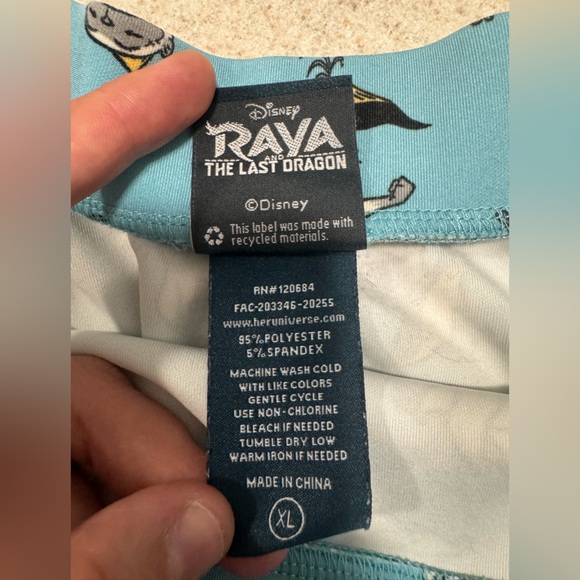 Disney
RAYA
AND
THE LAST DRAGON
©Disney
This label was made with
recycled materials.
RN#120684
FAC-203346-20255
www.heruniverse.com
95%POLYESTER
5%SPANDEX
MACHINE WASH COLD
WITH LIKE COLORS
GENTLE CYCLE
USE NON-CHLORINE
BLEACH IF NEEDED
TUMBLE DRY LOW
WARM IRON IF NEEDED
MADE IN CHINA
XL